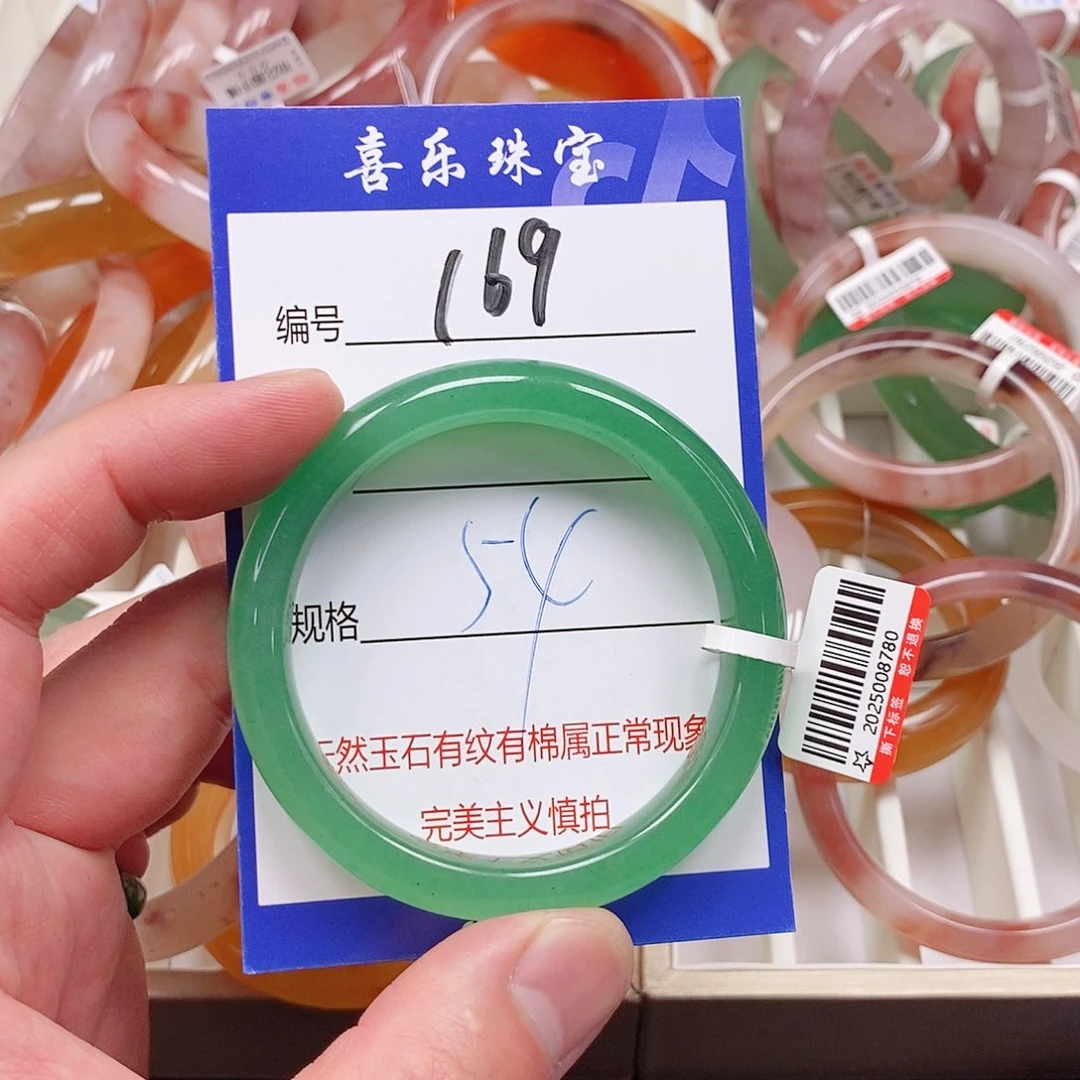 喜乐珠宝
编号 169
规格 54
天然玉石有纹有棉属正常现象
完美主义慎拍
2025008780
撕下标签 恕不退换